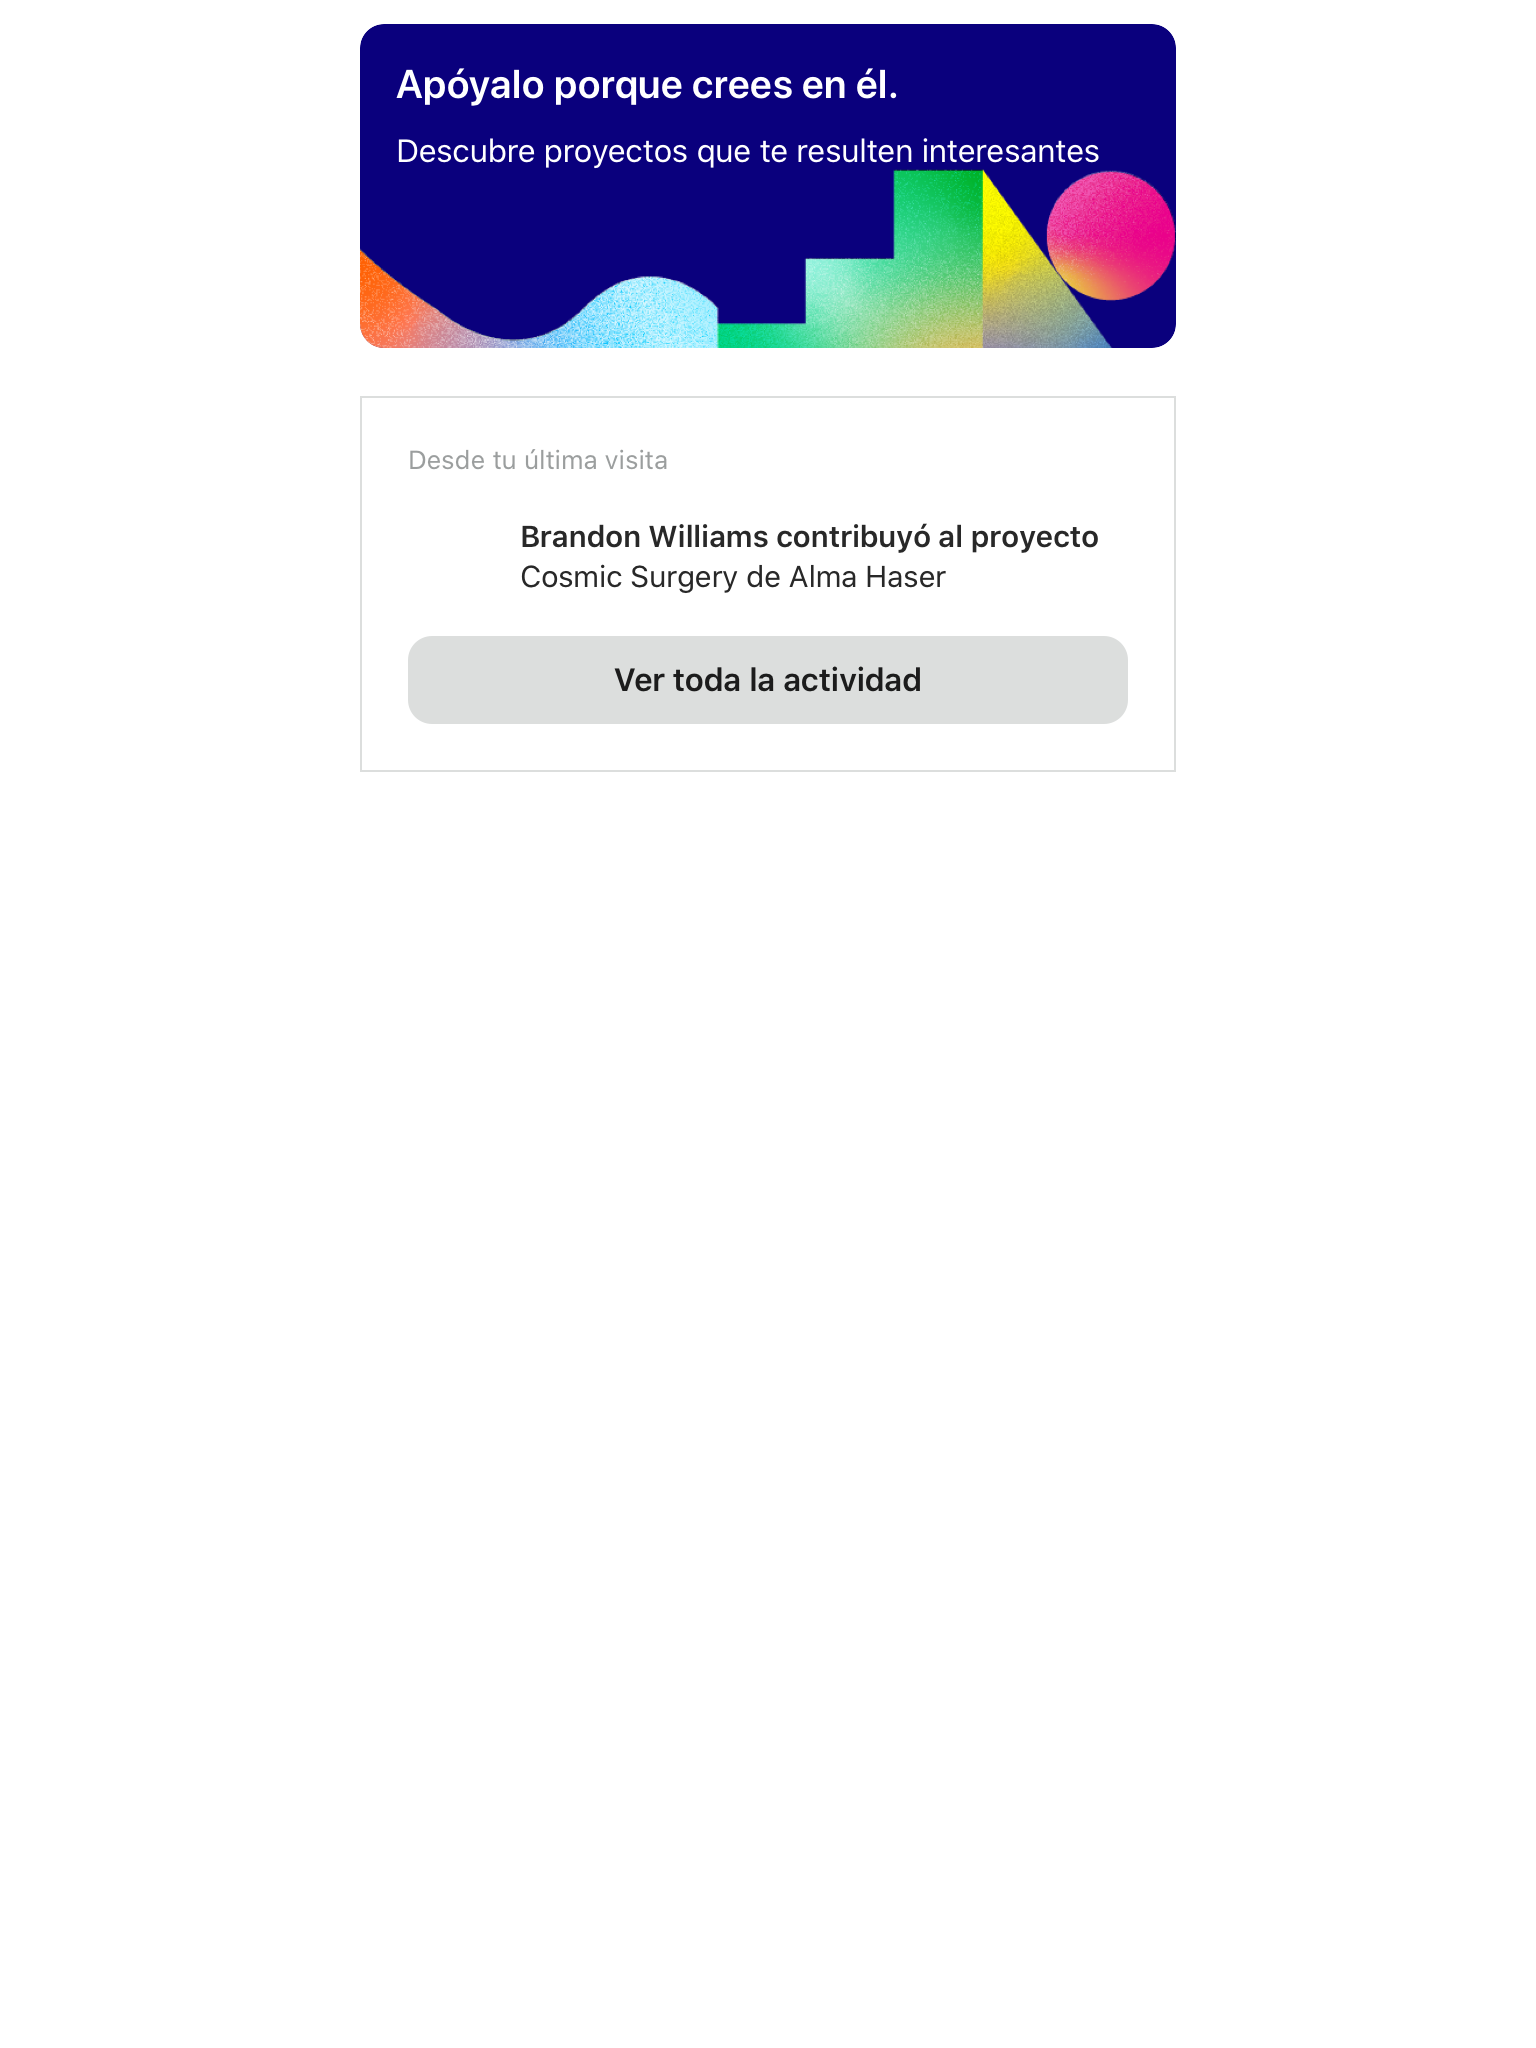 Apóyalo porque crees en él.
Descubre proyectos que te resulten interesantes
Desde tu última visita
Brandon Williams contribuyó al proyecto
Cosmic Surgery de Alma Haser
Ver toda la actividad